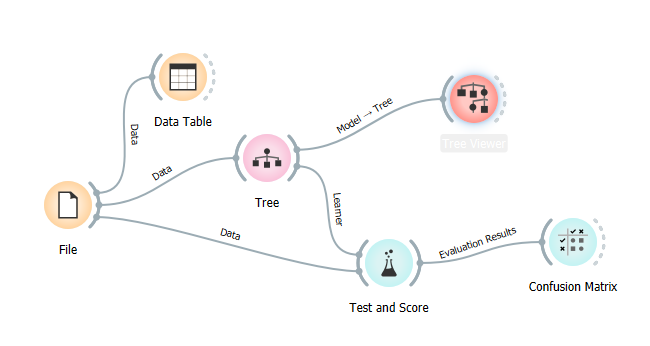 Data Table
Data
Model → Tree
Tree Viewer
Data
Tree
Learner
File
Data
Evaluation Results
Test and Score
Confusion Matrix